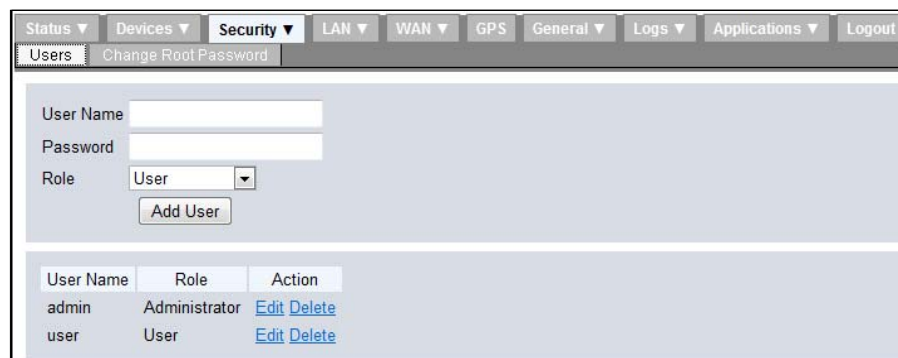 Status ▼ Devices ▼ Security ▼ LAN ▼ WAN ▼ GPS General ▼ Logs ▼ Applications ▼ Logout
Users Change Root Password
User Name
Password
Role User
Add User
User Name Role Action
admin Administrator Edit Delete
user User Edit Delete